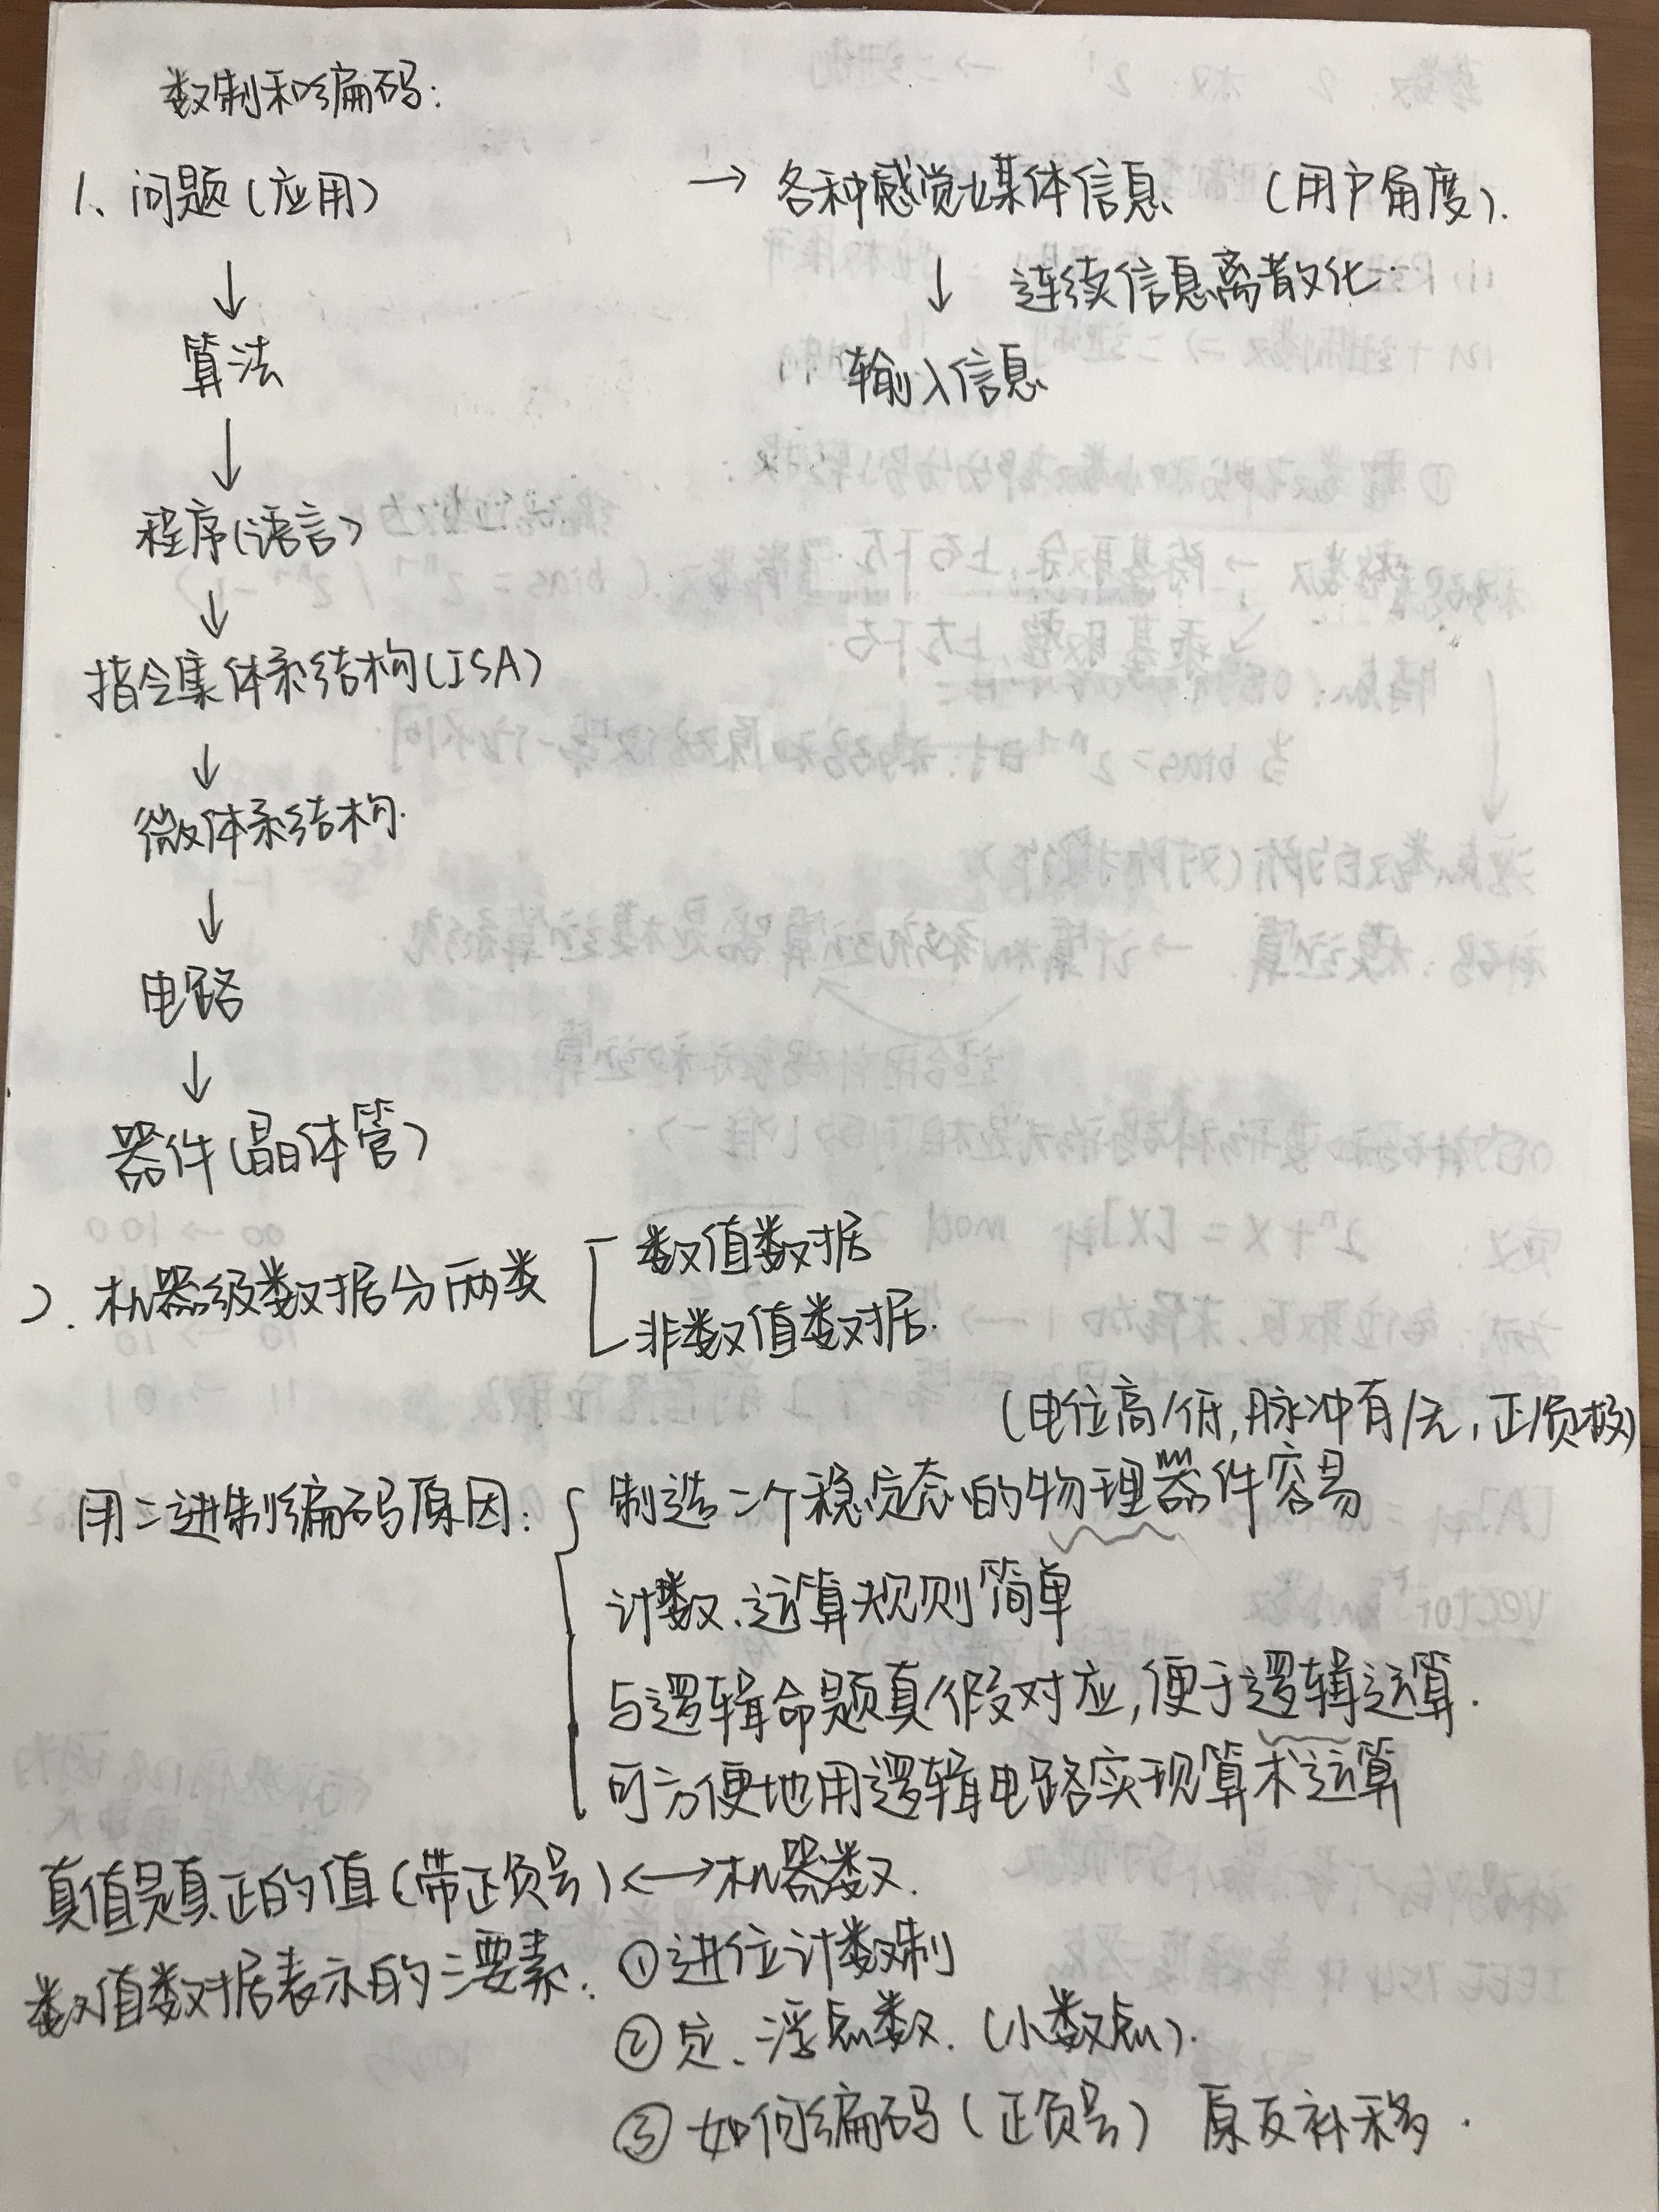 数制和编码:
1、问题(应用) → 各种感觉媒体信息 (用户角度).
↓ ↓ 连续信息离散化
算法 输入信息
↓
程序(语言)
↓
指令集体系结构(ISA)
↓
微体系结构.
↓
电路
↓
器件(晶体管)
2. 机器级数据分两类
数值数据
非数值数据.
(电位高/低,脉冲有/无,正/负极)
用二进制编码原因:
制造二个稳定态的物理器件容易
计数、运算规则简单
与逻辑命题真/假对应,便于逻辑运算.
可方便地用逻辑电路实现算术运算
真值是真正的值(带正负号)↔机器数.
数值数据表示的三要素: ①进位计数制
②定、浮点数.(小数点).
③如何编码(正负号) 原反补移.